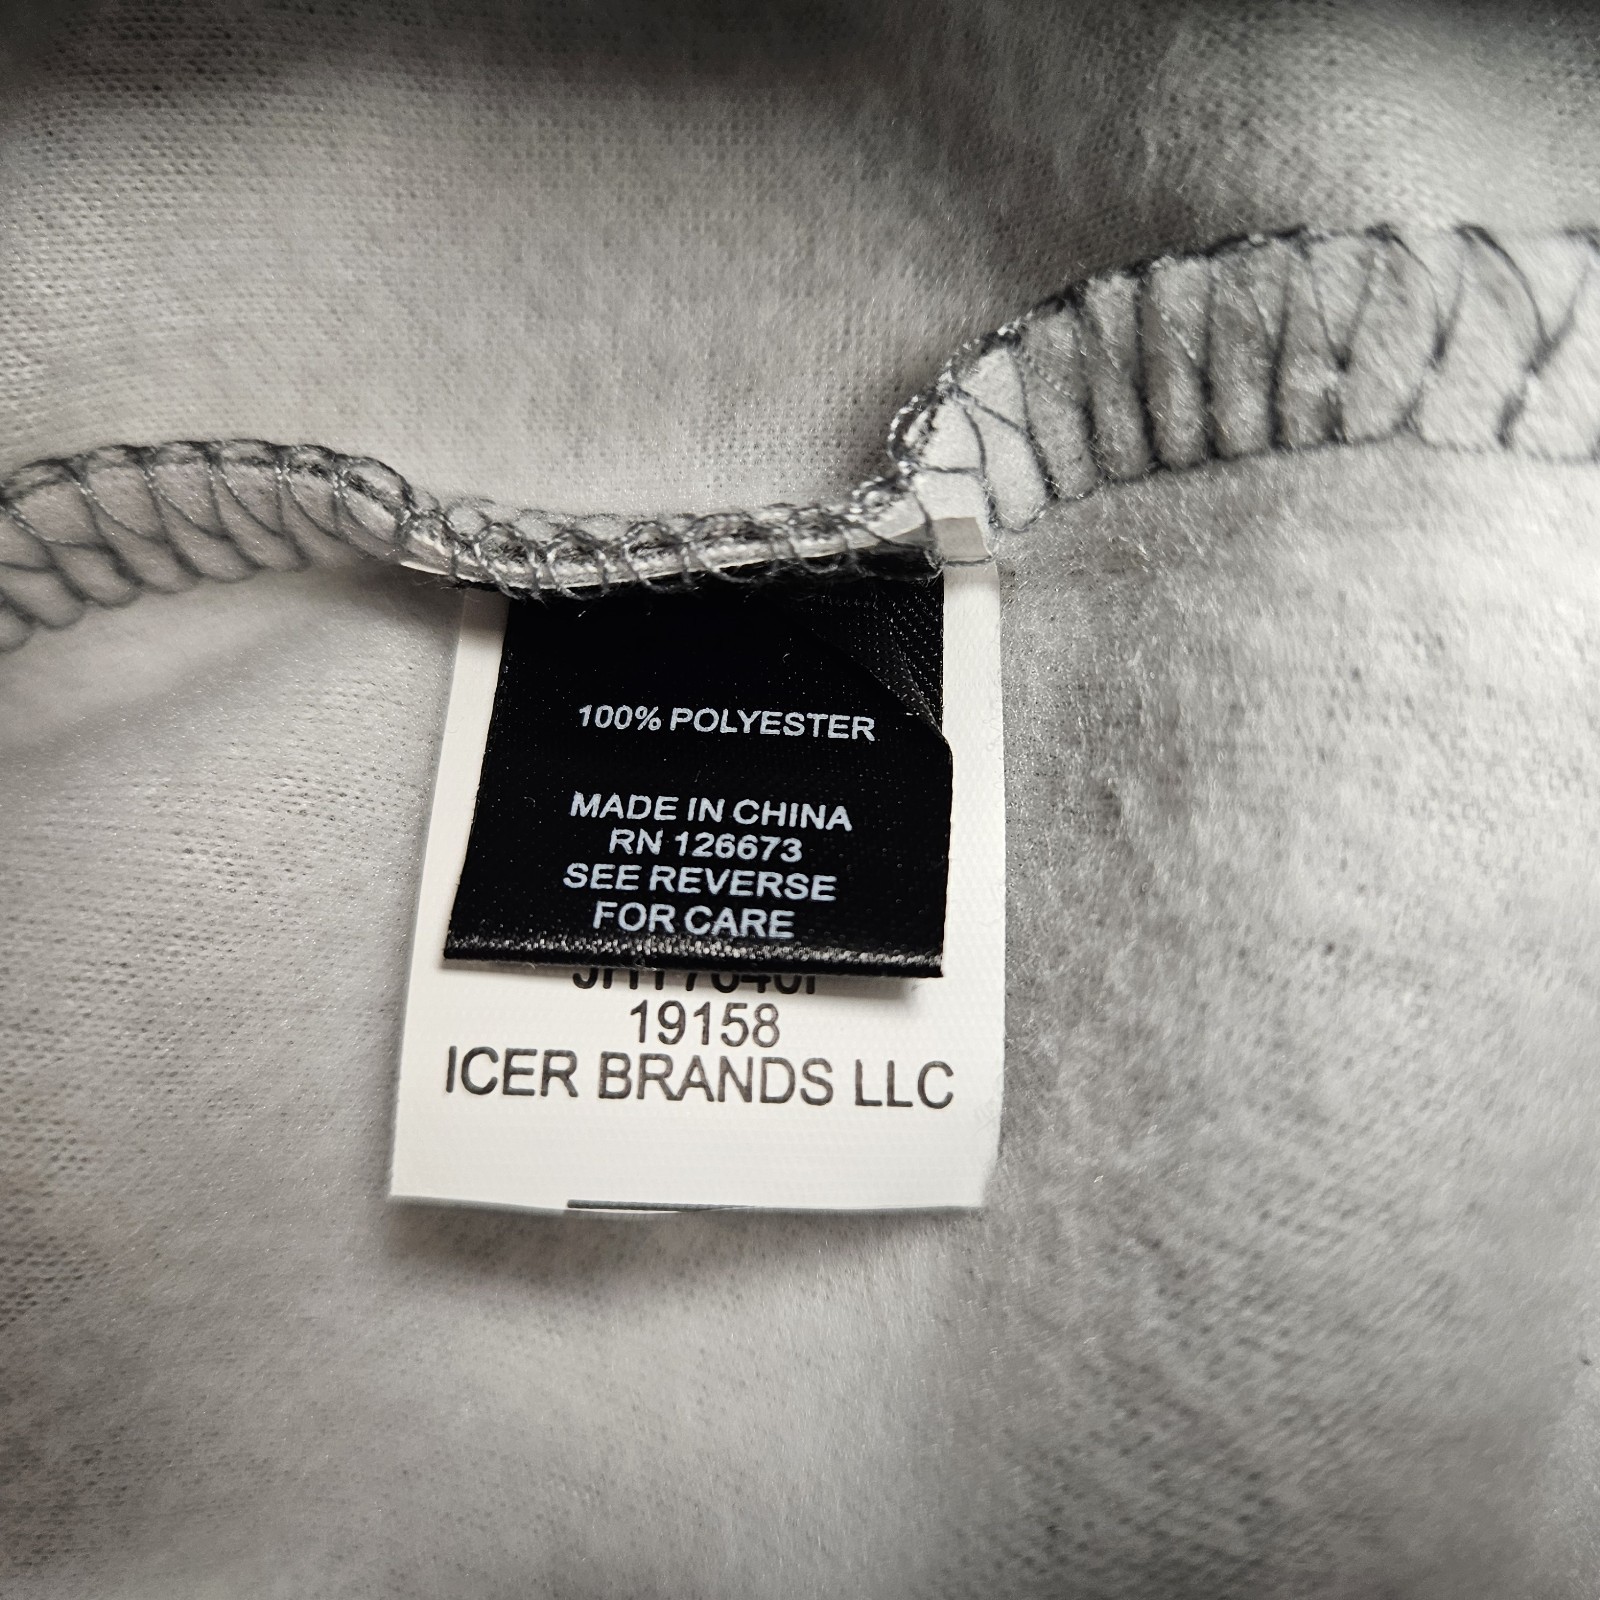 100% POLYESTER
MADE IN CHINA
RN 126673
SEE REVERSE
FOR CARE
19158
ICER BRANDS LLC